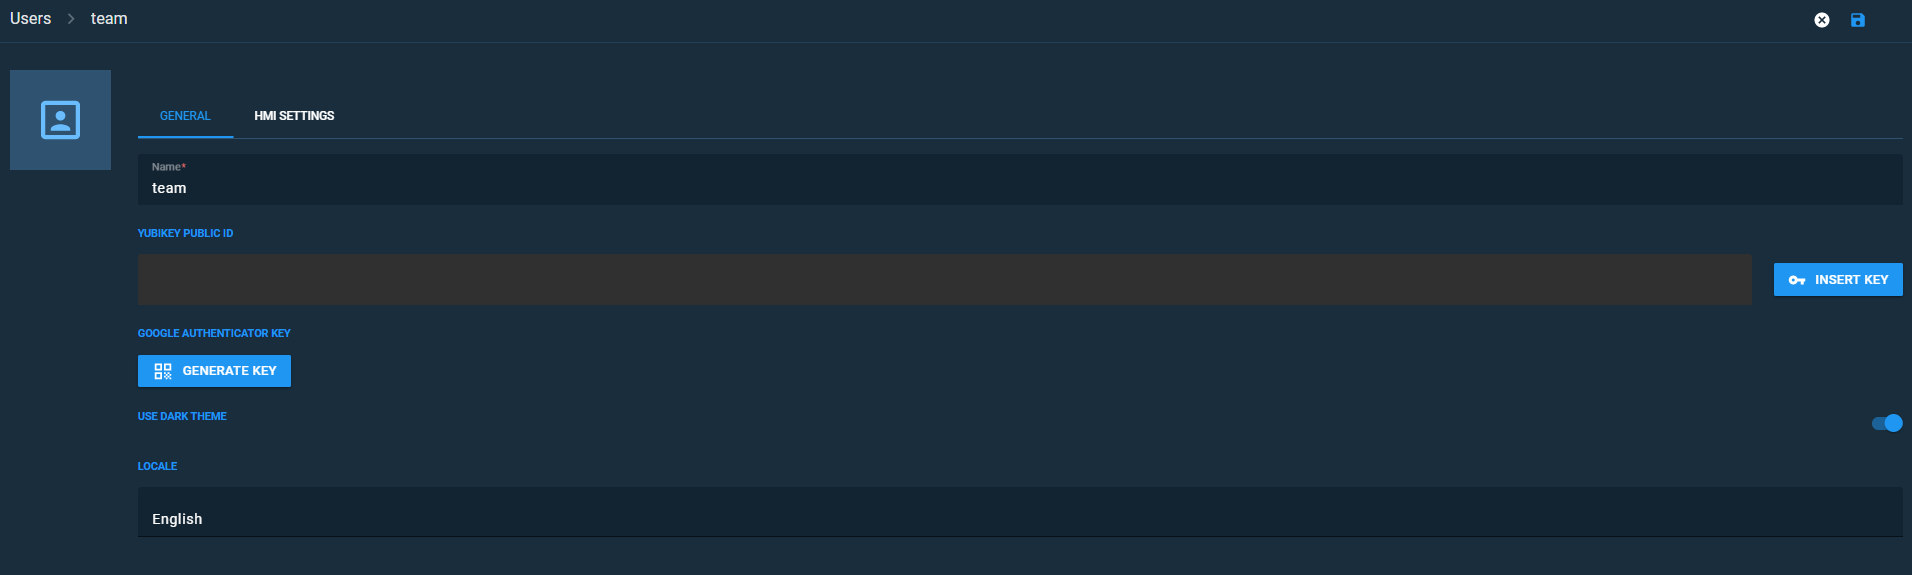 Users > team
GENERAL HMI SETTINGS
Name*
team
YUBIKEY PUBLIC ID
INSERT KEY
GOOGLE AUTHENTICATOR KEY
GENERATE KEY
USE DARK THEME
LOCALE
English